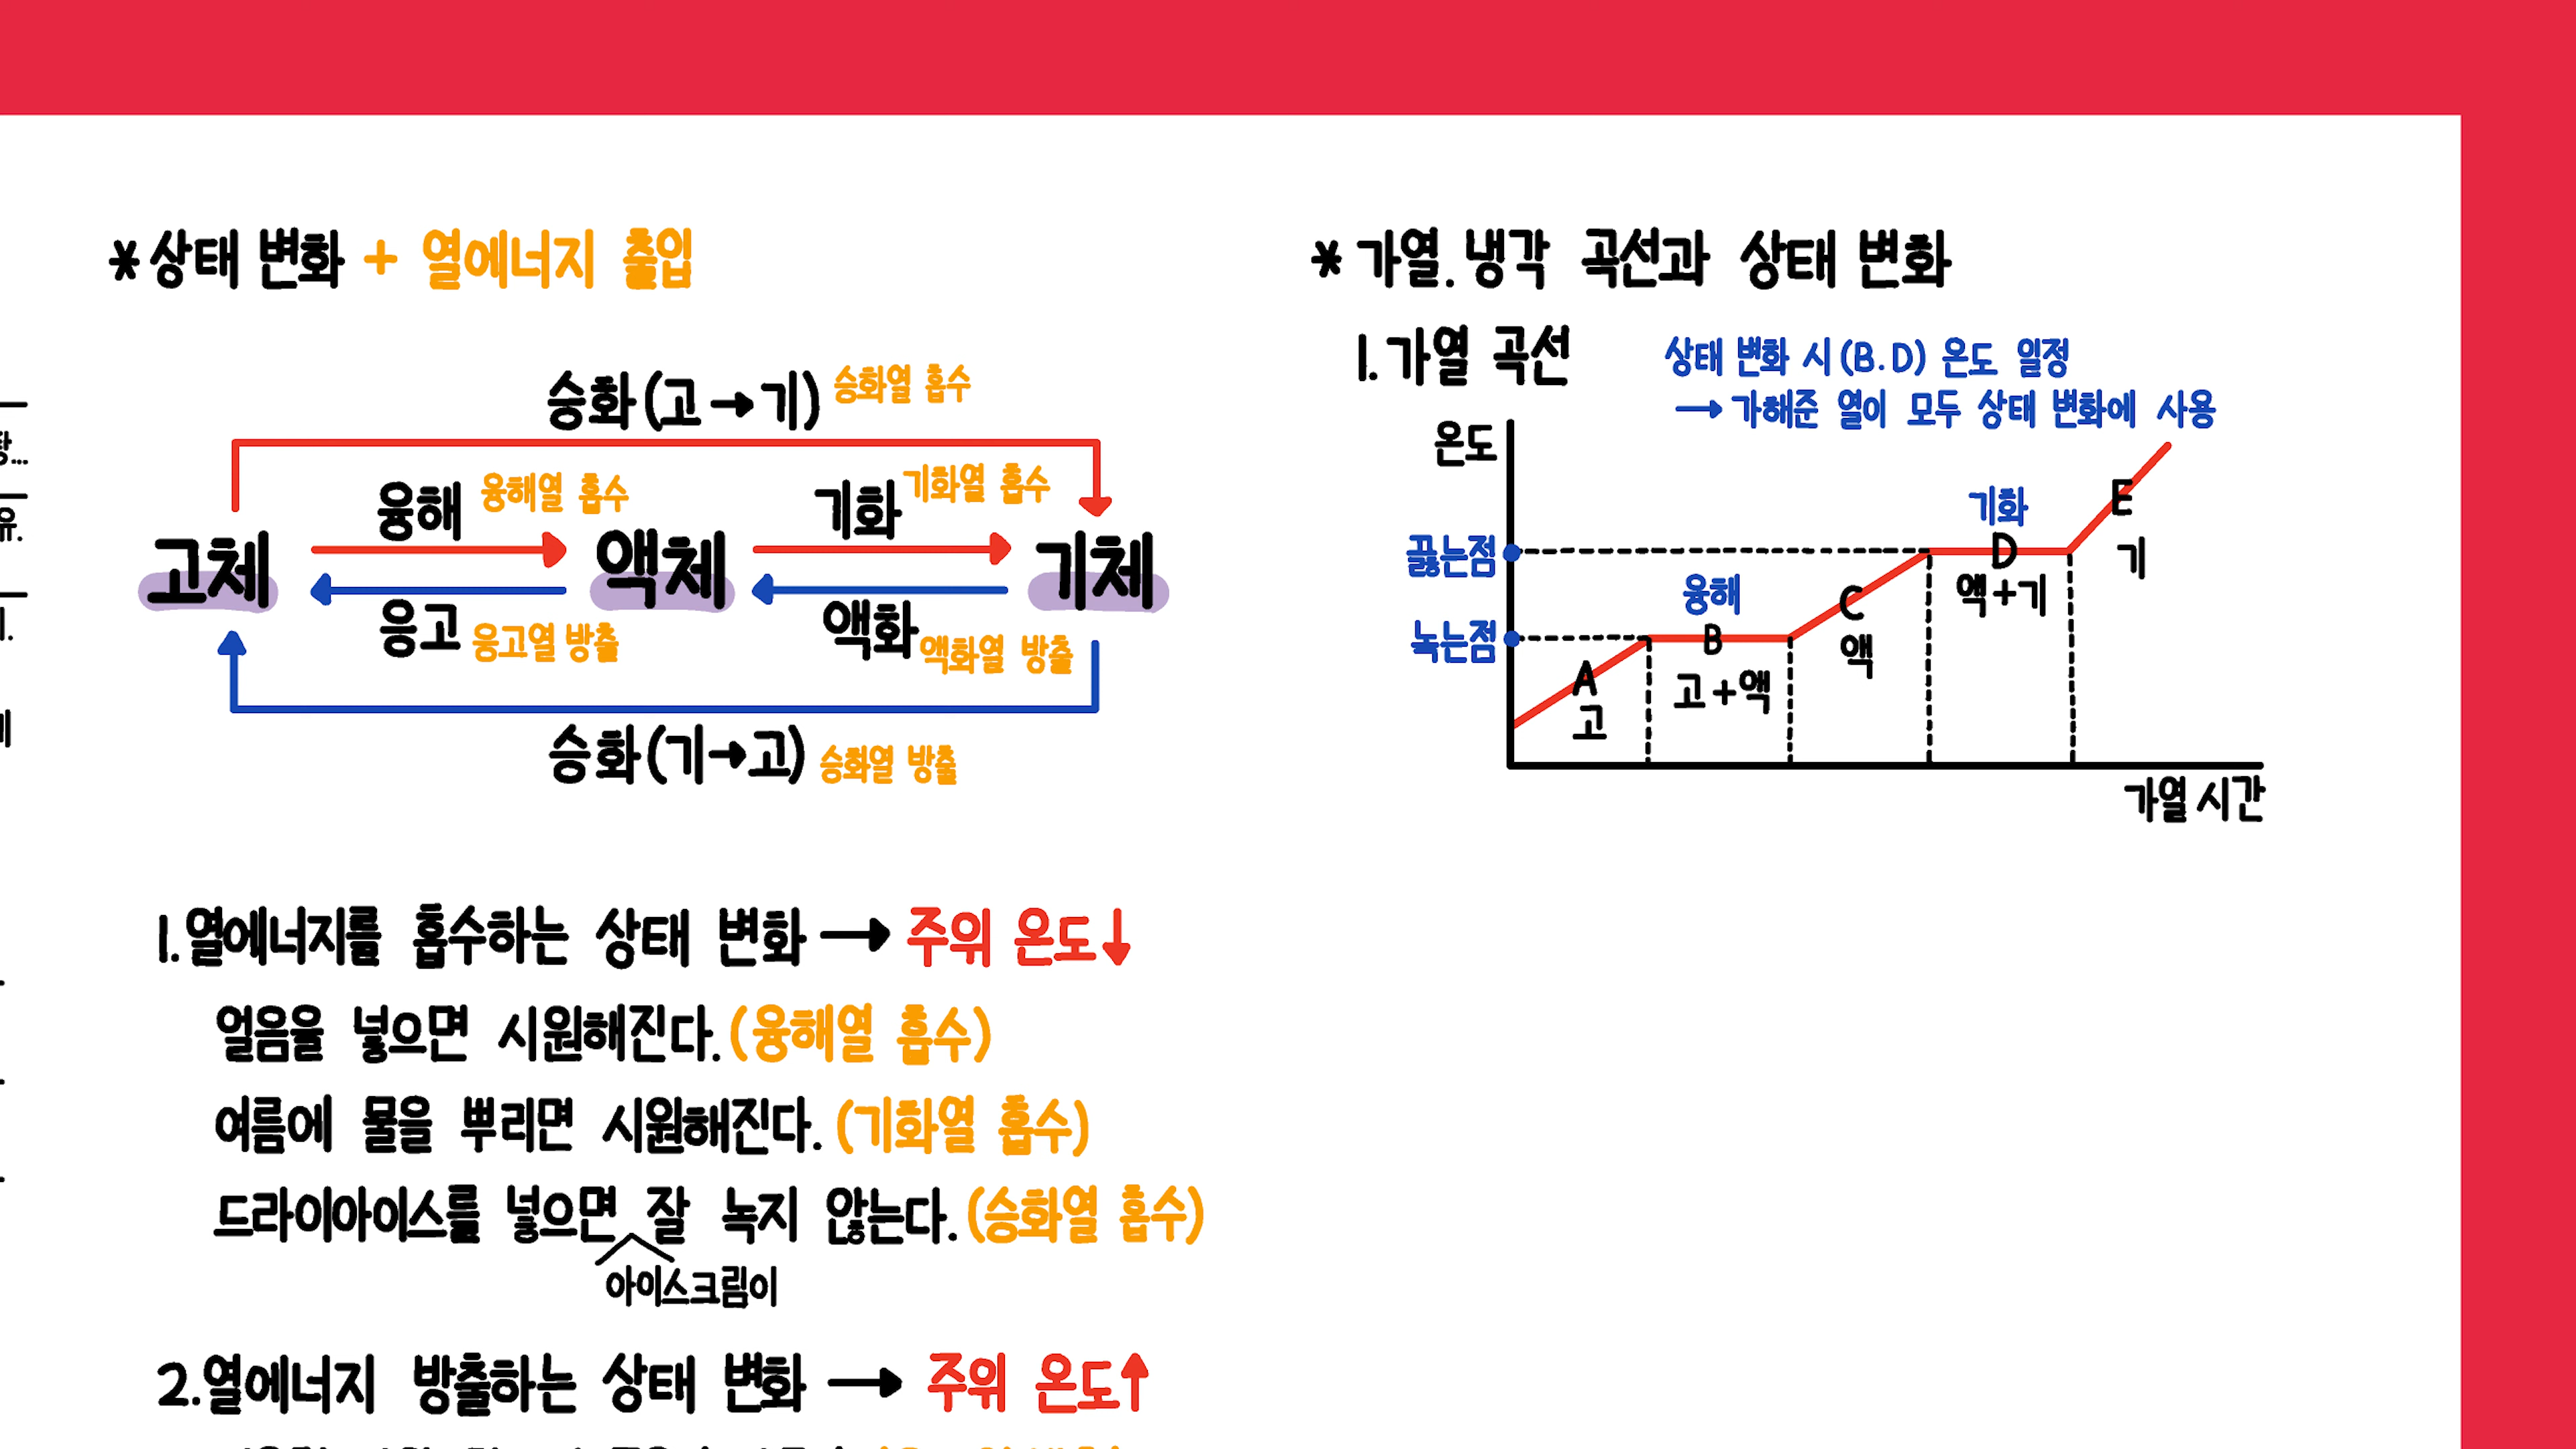 *상태 변화 + 열에너지 출입
승화(고→기) 승화열 흡수
융해 융해열 흡수
기화 기화열 흡수
고체
액체
기체
응고 응고열 방출
액화 액화열 방출
승화(기→고) 승화열 방출
1.열에너지를 흡수하는 상태 변화 → 주위 온도↓
얼음을 넣으면 시원해진다.(융해열 흡수)
여름에 물을 뿌리면 시원해진다. (기화열 흡수)
드라이아이스를 넣으면 잘 녹지 않는다.(승화열 흡수)
아이스크림이
2.열에너지 방출하는 상태 변화 → 주위 온도↑
*가열.냉각 곡선과 상태 변화
1.가열 곡선
상태 변화 시(B.D) 온도 일정
→ 가해준 열이 모두 상태 변화에 사용
온도
끓는점
녹는점
A
고
융해
B
고+액
C
액
기화
D
액+기
E
기
가열 시간